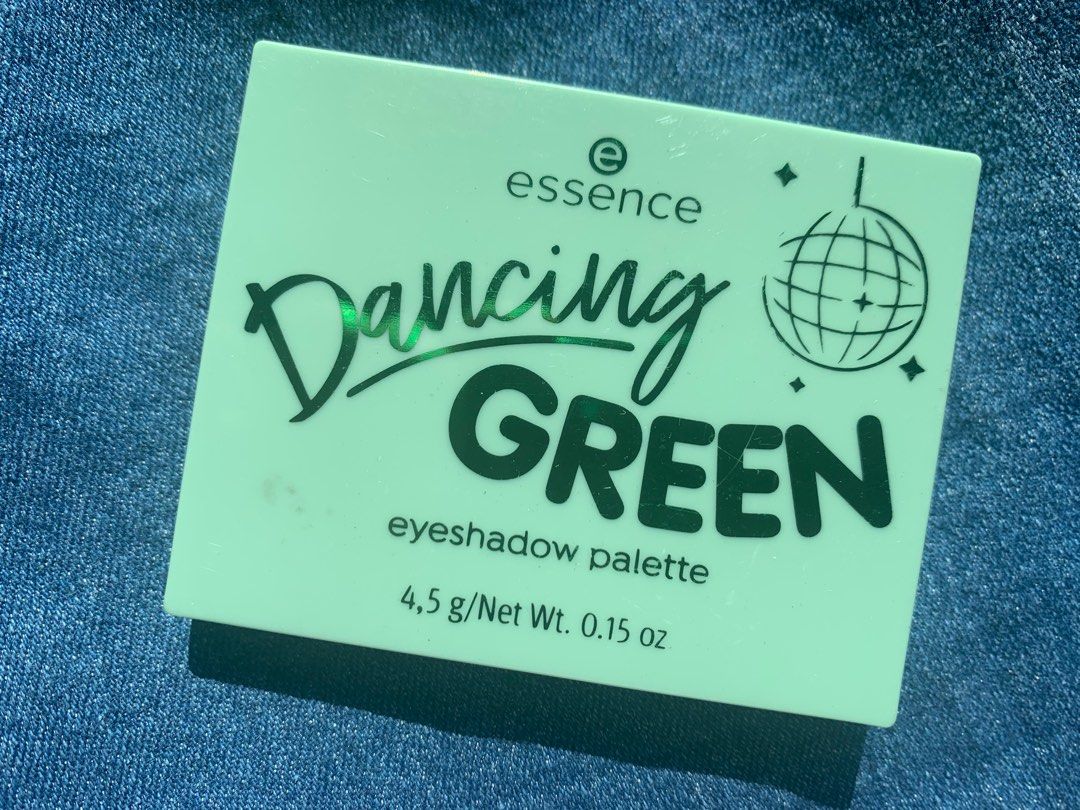 e
essence
Dancing
GREEN
eyeshadow palette
4,5 g/Net Wt. 0.15 oz